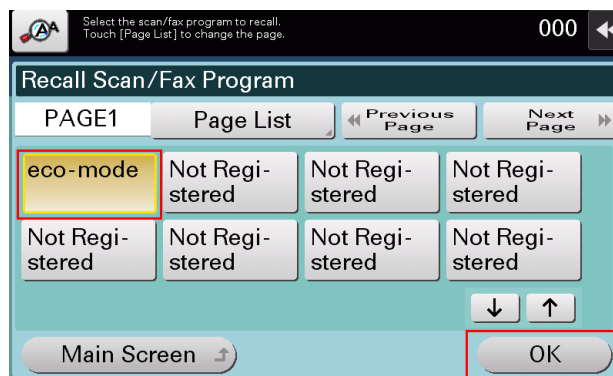 Select the scan/fax program to recall.
Touch [Page List] to change the page.
000
Recall Scan/Fax Program
PAGE1
Page List
Previous
Page
Next
Page
eco-mode
Not Regi-
stered
Not Regi-
stered
Not Regi-
stered
Not Regi-
stered
Not Regi-
stered
Not Regi-
stered
Not Regi-
stered
Main Screen
OK